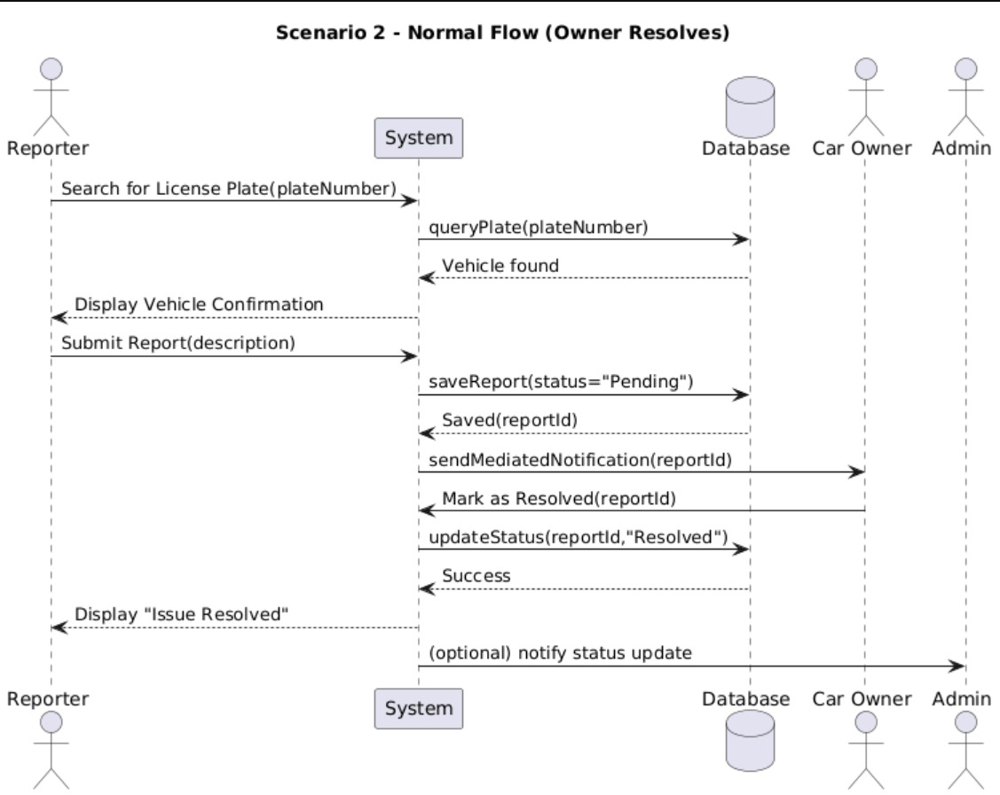 Scenario 2 - Normal Flow (Owner Resolves)
Reporter
System
Database
Car Owner
Admin
Search for License Plate(plateNumber)
queryPlate(plateNumber)
Vehicle found
Display Vehicle Confirmation
Submit Report(description)
saveReport(status="Pending")
Saved(reportId)
sendMediatedNotification(reportId)
Mark as Resolved(reportId)
updateStatus(reportId,"Resolved")
Success
Display "Issue Resolved"
(optional) notify status update
Reporter
System
Database
Car Owner
Admin